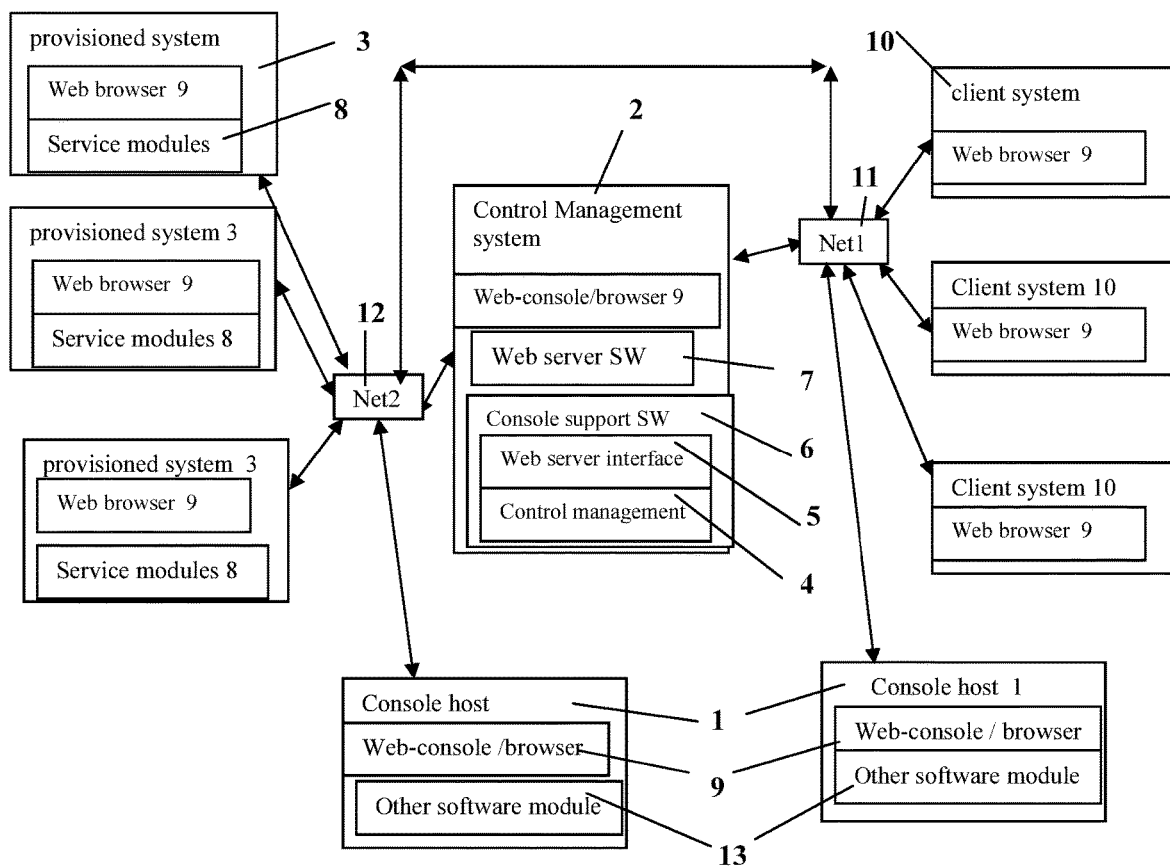 provisioned system
3
Web browser 9
8
Service modules
provisioned system 3
Web browser 9
Service modules 8
provisioned system 3
Web browser 9
Service modules 8
12
Net2
2
Control Management
system
Web-console/browser 9
Web server SW
7
Console support SW
6
Web server interface
5
Control management
4
11
Net1
10
client system
Web browser 9
Client system 10
Web browser 9
Client system 10
Web browser 9
Console host
1
Web-console /browser
9
Other software module
13
Console host 1
Web-console / browser
Other software module